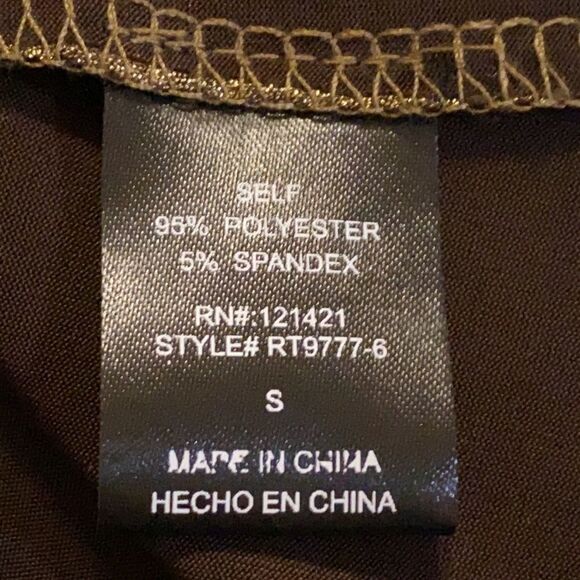 SELF
95% POLYESTER
5% SPANDEX
RN#:121421
STYLE# RT9777-6
S
MADE IN CHINA
HECHO EN CHINA